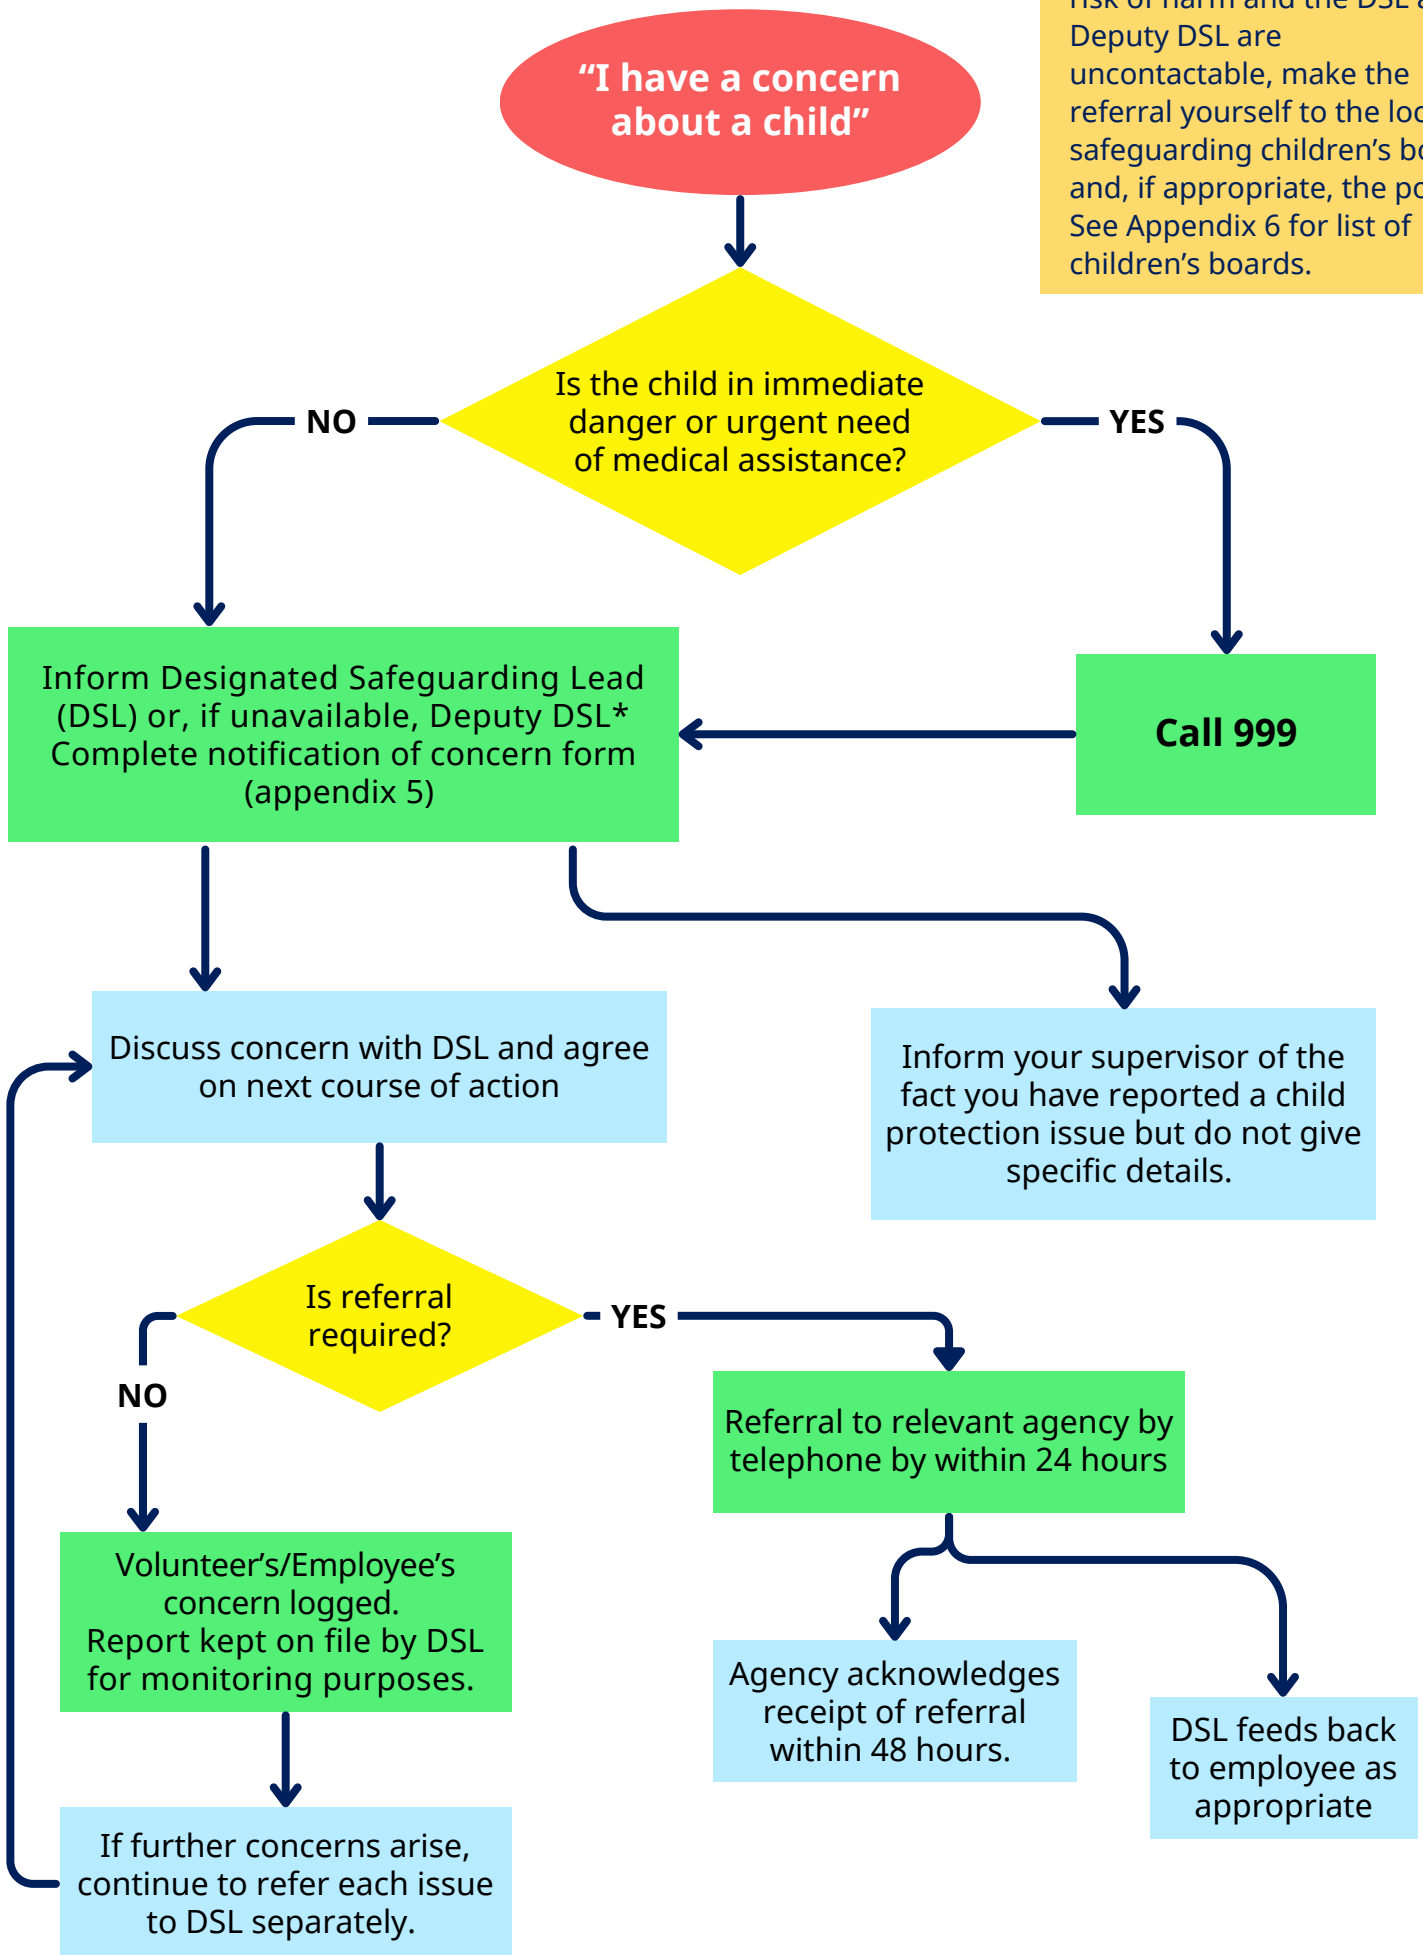 “I have a concern
about a child”
risk of harm and the DSL
Deputy DSL are
uncontactable, make the
referral yourself to the
safeguarding children’s
and, if appropriate, the
See Appendix 6 for list of
children’s boards.
Is the child in immediate
danger or urgent need
of medical assistance?
NO
YES
Inform Designated Safeguarding Lead
(DSL) or, if unavailable, Deputy DSL*
Complete notification of concern form
(appendix 5)
Call 999
Discuss concern with DSL and agree
on next course of action
Inform your supervisor of the
fact you have reported a child
protection issue but do not give
specific details.
Is referral
required?
YES
NO
Referral to relevant agency by
telephone by within 24 hours
Volunteer’s/Employee’s
concern logged.
Report kept on file by DSL
for monitoring purposes.
Agency acknowledges
receipt of referral
within 48 hours.
DSL feeds back
to employee as
appropriate
If further concerns arise,
continue to refer each issue
to DSL separately.